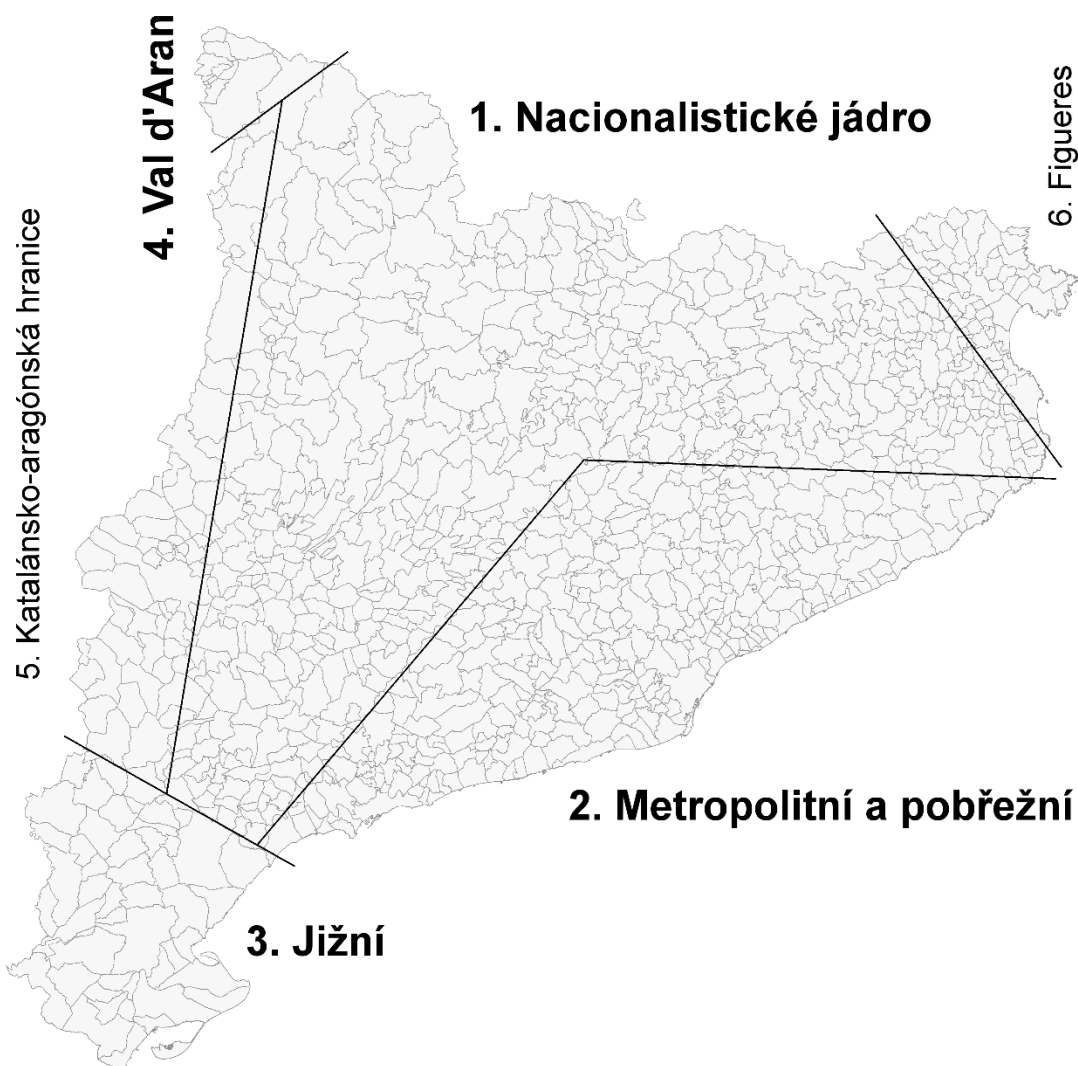 1. Nacionalistické jádro
2. Metropolitní a pobřežní
3. Jižní
4. Val d'Aran
5. Katalánsko-aragónská hranice
6. Figueres